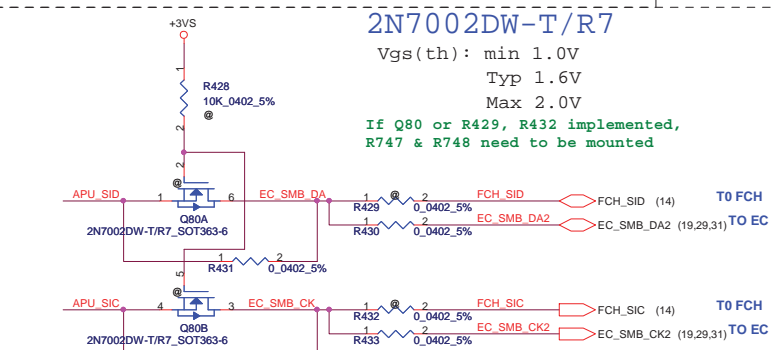 +3VS
2N7002DW-T/R7
Vgs(th): min 1.0V
Typ 1.6V
Max 2.0V
1
R428
10K_0402_5%
@
2
If Q80 or R429, R432 implemented,
R747 & R748 need to be mounted
2
@
APU_SID 1 6 EC_SMB_DA 1 @ 2 FCH_SID FCH_SID (14) T0 FCH
R429 0_0402_5%
Q80A
2N7002DW-T/R7_SOT363-6
1 2 EC_SMB_DA2 EC_SMB_DA2 (19,29,31) TO EC
R430 0_0402_5%
1 2
R431 0_0402_5%
5
@
APU_SIC 4 3 EC_SMB_CK 1 @ 2 FCH_SIC FCH_SIC (14) T0 FCH
R432 0_0402_5%
Q80B
2N7002DW-T/R7_SOT363-6
1 2 EC_SMB_CK2 EC_SMB_CK2 (19,29,31) TO EC
R433 0_0402_5%